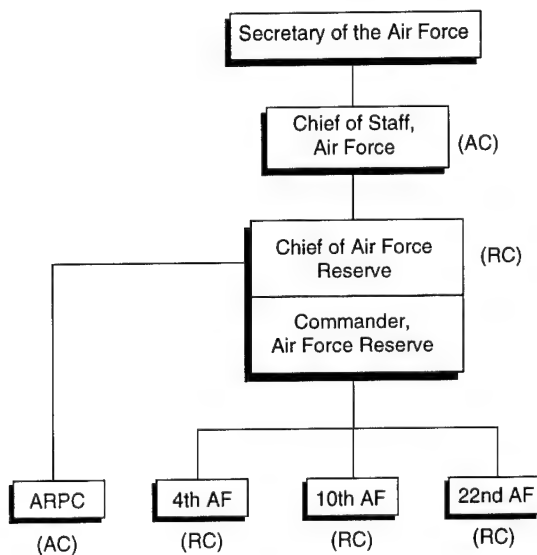 Secretary of the Air Force
Chief of Staff,
Air Force
(AC)
Chief of Air Force
Reserve
(RC)
Commander,
Air Force Reserve
ARPC
4th AF
10th AF
22nd AF
(AC)
(RC)
(RC)
(RC)